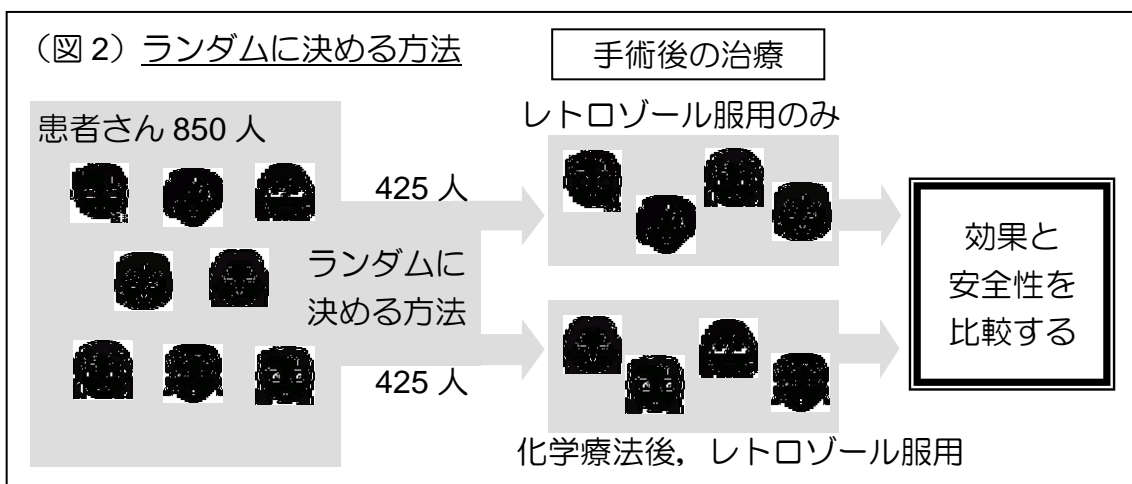 （図 2）ランダムに決める方法
手術後の治療
患者さん 850 人
レトロゾール服用のみ
425 人
ランダムに
決める方法
425 人
化学療法後，レトロゾール服用
効果と
安全性を
比較する